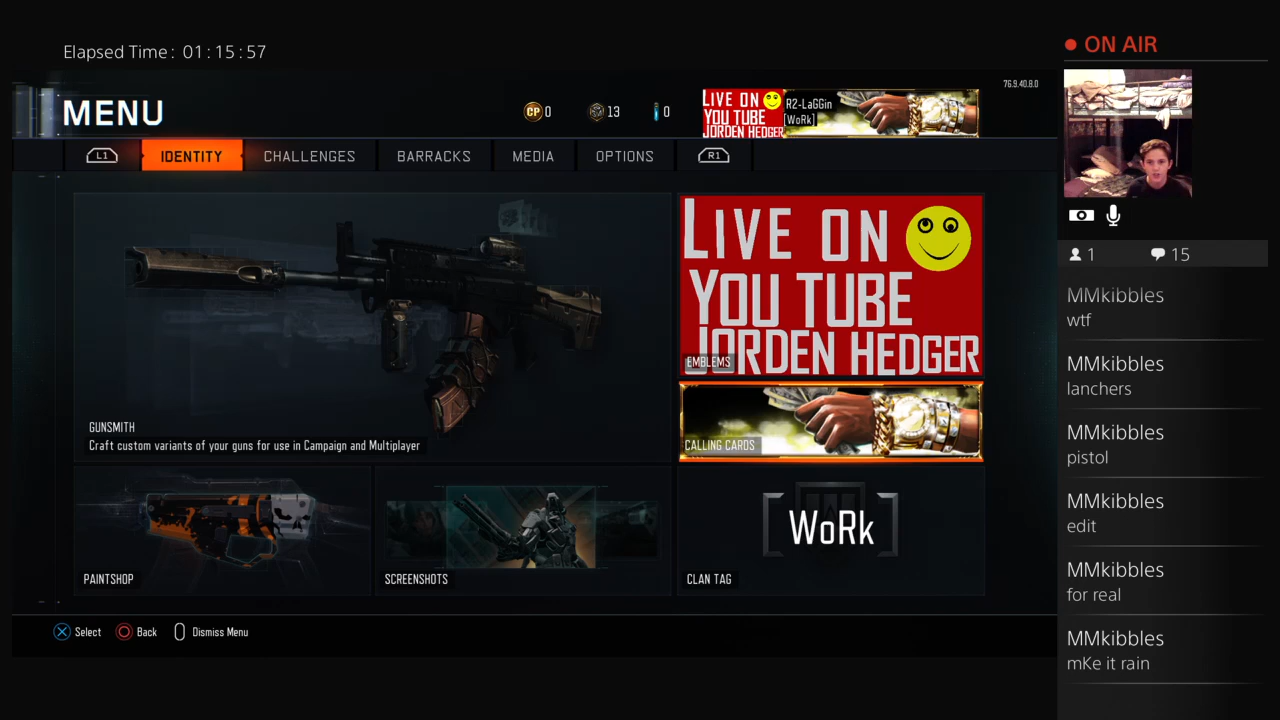 Elapsed Time: 01:15:57
ON AIR
76.9.40.8.0
MENU
CP 0
13
0
LIVE ON
YOU TUBE
JORDEN HEDGER
R2-LaGGin
[WoRk]
L1
IDENTITY
CHALLENGES
BARRACKS
MEDIA
OPTIONS
R1
LIVE ON
YOU TUBE
JORDEN HEDGER
EMBLEMS
GUNSMITH
Craft custom variants of your guns for use in Campaign and Multiplayer
CALLING CARDS
PAINTSHOP
SCREENSHOTS
[WoRk]
CLAN TAG
Select
Back
Dismiss Menu
1
15
MMkibbles
wtf
MMkibbles
lanchers
MMkibbles
pistol
MMkibbles
edit
MMkibbles
for real
MMkibbles
mKe it rain